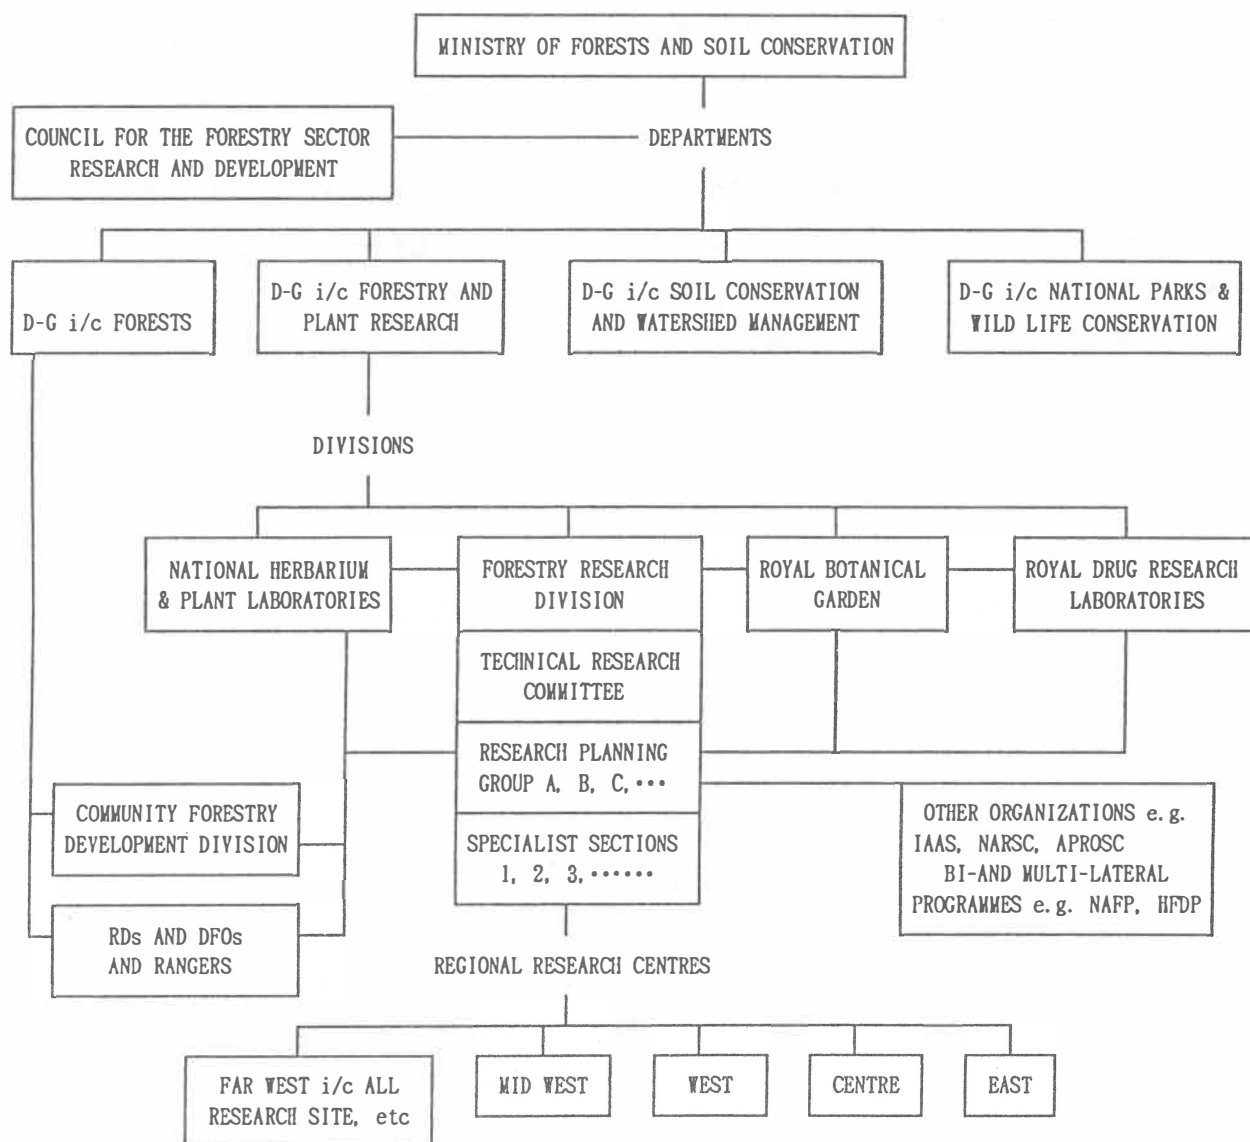 MINISTRY OF FORESTS AND SOIL CONSERVATION
COUNCIL FOR THE FORESTRY SECTOR
RESEARCH AND DEVELOPMENT
DEPARTMENTS
D-G i/c FORESTS
D-G i/c FORESTRY AND
PLANT RESEARCH
D-G i/c SOIL CONSERVATION
AND WATERSHED MANAGEMENT
D-G i/c NATIONAL PARKS &
WILD LIFE CONSERVATION
DIVISIONS
NATIONAL HERBARIUM
& PLANT LABORATORIES
FORESTRY RESEARCH
DIVISION
ROYAL BOTANICAL
GARDEN
ROYAL DRUG RESEARCH
LABORATORIES
TECHNICAL RESEARCH
COMMITTEE
RESEARCH PLANNING
GROUP A, B, C, ···
SPECIALIST SECTIONS
1, 2, 3, ······
COMMUNITY FORESTRY
DEVELOPMENT DIVISION
RDs AND DFOs
AND RANGERS
OTHER ORGANIZATIONS e.g.
IAAS, NARSC, APROSC
BI-AND MULTI-LATERAL
PROGRAMMES e.g. NAFP, HFDP
REGIONAL RESEARCH CENTRES
FAR WEST i/c ALL
RESEARCH SITE, etc
MID WEST
WEST
CENTRE
EAST